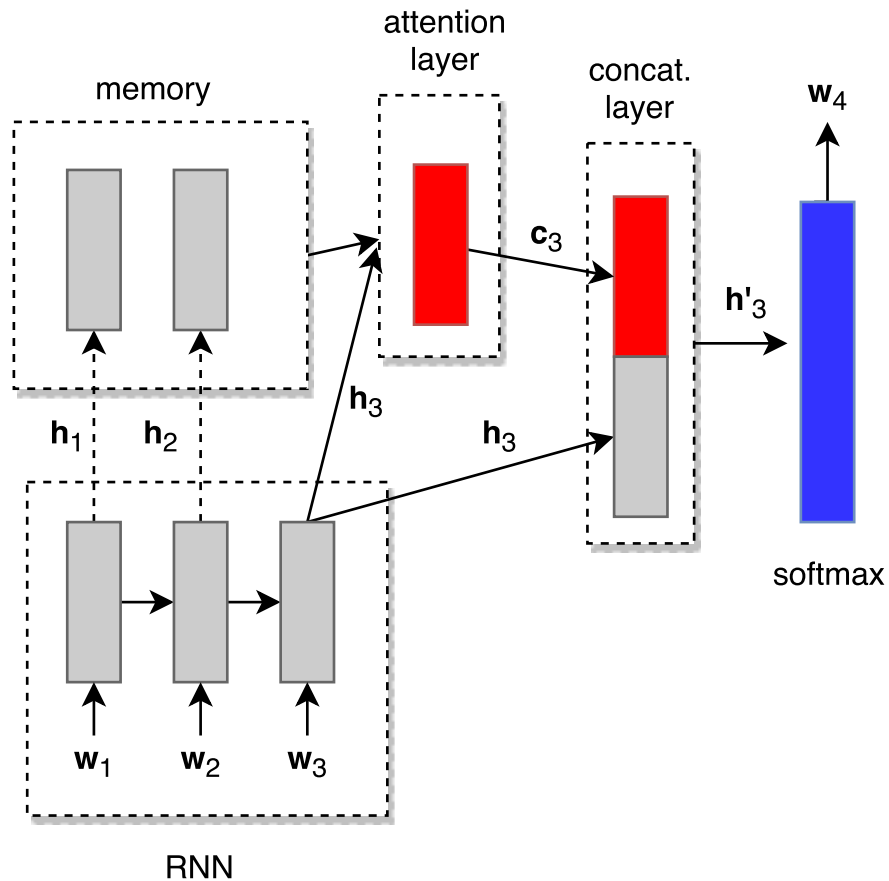 attention
layer
memory
concat.
layer
w4
c3
h'3
h3
h1
h2
h3
softmax
w1
w2
w3
RNN